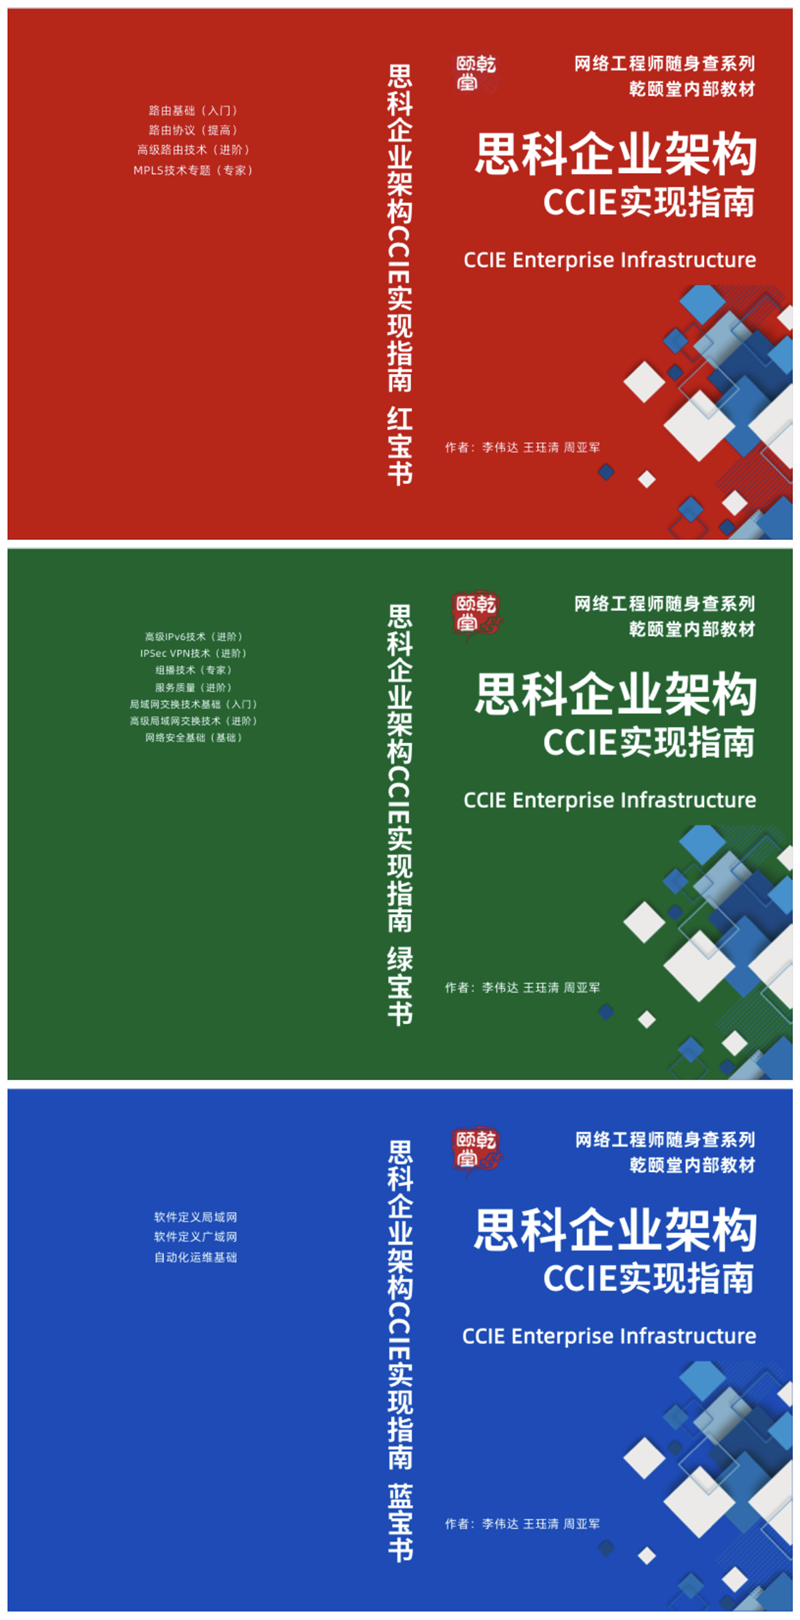 路由基础（入门）
路由协议（提高）
高级路由技术（进阶）
MPLS技术专题（专家）
思科企业架构CCIE实现指南 红宝书
乾颐堂
网络工程师随身查系列
乾颐堂内部教材
思科企业架构
CCIE实现指南
CCIE Enterprise Infrastructure
作者：李伟达 王珏清 周亚军
高级IPv6技术（进阶）
IPSec VPN技术（进阶）
组播技术（专家）
服务质量（进阶）
局域网交换技术基础（入门）
高级局域网交换技术（进阶）
网络安全基础（基础）
思科企业架构CCIE实现指南 绿宝书
乾颐堂
网络工程师随身查系列
乾颐堂内部教材
思科企业架构
CCIE实现指南
CCIE Enterprise Infrastructure
作者：李伟达 王珏清 周亚军
软件定义局域网
软件定义广域网
自动化运维基础
思科企业架构CCIE实现指南 蓝宝书
乾颐堂
网络工程师随身查系列
乾颐堂内部教材
思科企业架构
CCIE实现指南
CCIE Enterprise Infrastructure
作者：李伟达 王珏清 周亚军